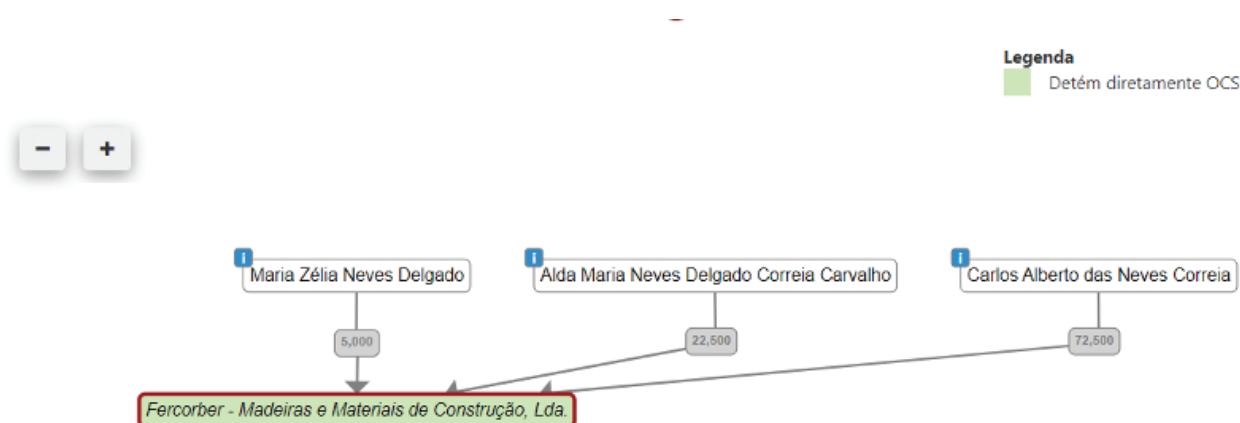 Legenda
Detém diretamente OCS
− +
i i i
Maria Zélia Neves Delgado
Alda Maria Neves Delgado Correia Carvalho
Carlos Alberto das Neves Correia
5,000
22,500
72,500
Fercorber - Madeiras e Materiais de Construção, Lda.